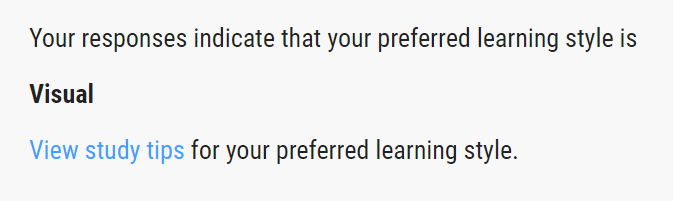 Your responses indicate that your preferred learning style is
Visual
View study tips for your preferred learning style.